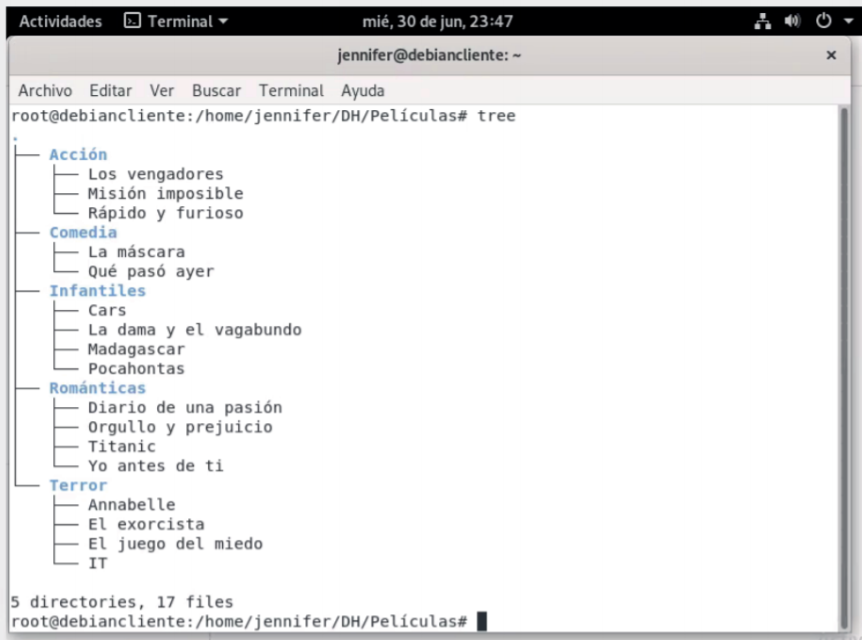 Actividades Terminal mié, 30 de jun, 23:47
jennifer@debiancliente: ~
Archivo Editar Ver Buscar Terminal Ayuda
root@debiancliente:/home/jennifer/DH/Películas# tree
.
├── Acción
│   ├── Los vengadores
│   ├── Misión imposible
│   └── Rápido y furioso
├── Comedia
│   ├── La máscara
│   └── Qué pasó ayer
├── Infantiles
│   ├── Cars
│   ├── La dama y el vagabundo
│   ├── Madagascar
│   └── Pocahontas
├── Románticas
│   ├── Diario de una pasión
│   ├── Orgullo y prejuicio
│   ├── Titanic
│   └── Yo antes de ti
└── Terror
    ├── Annabelle
    ├── El exorcista
    ├── El juego del miedo
    └── IT
5 directories, 17 files
root@debiancliente:/home/jennifer/DH/Películas#